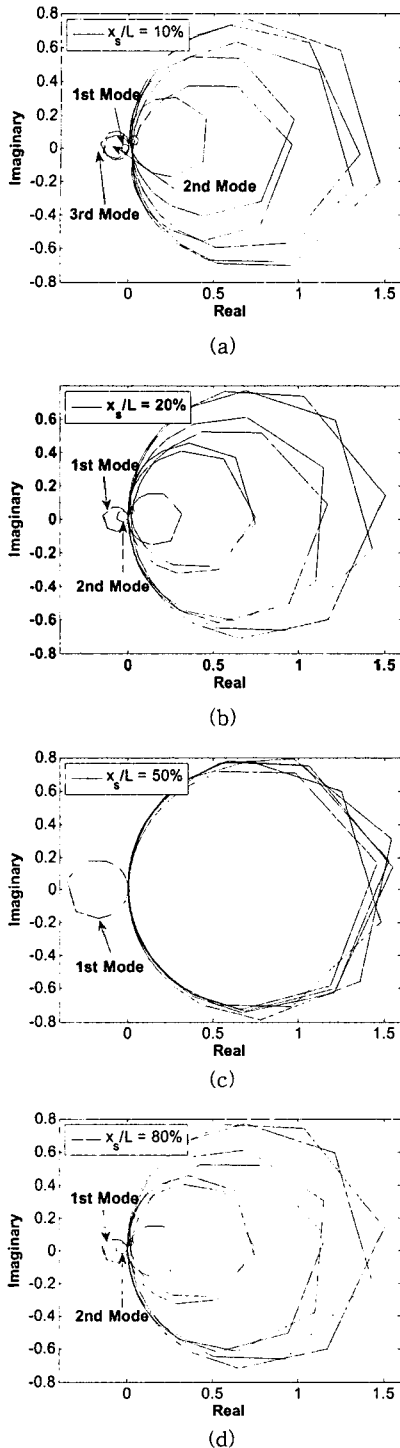 0.8
0.6
0.4
0.2
0
-0.2
-0.4
-0.6
-0.8
Imaginary
x_s/L = 10%
1st Mode
2nd Mode
3rd Mode
0 0.5 1 1.5
Real
(a)
0.8
0.6
0.4
0.2
0
-0.2
-0.4
-0.6
-0.8
Imaginary
x_s/L = 20%
1st Mode
2nd Mode
0 0.5 1 1.5
Real
(b)
0.8
0.6
0.4
0.2
0
-0.2
-0.4
-0.6
-0.8
Imaginary
x_s/L = 50%
1st Mode
0 0.5 1 1.5
Real
(c)
0.8
0.6
0.4
0.2
0
-0.2
-0.4
-0.6
-0.8
Imaginary
x_s/L = 80%
1st Mode
2nd Mode
0 0.5 1 1.5
Real
(d)